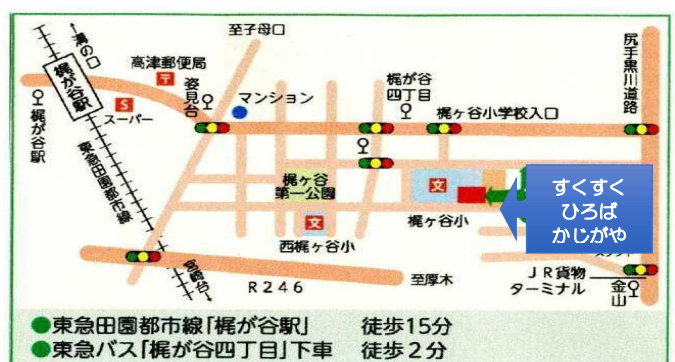 至子母口
←溝の口
梶が谷駅
高津郵便局
〒
姿見台
マンション
梶が谷
四丁目
梶ヶ谷小学校入口
尻手黒川道路
S
スーパー
梶が谷駅
東急田園都市線
梶ヶ谷
第一公園
文
文
西梶ヶ谷小
梶ヶ谷小
すくすく
ひろば
かじがや
宮崎台→
R246
至厚木
JR貨物
ターミナル
金山
●東急田園都市線「梶が谷駅」 徒歩15分
●東急バス「梶が谷四丁目」下車 徒歩2分